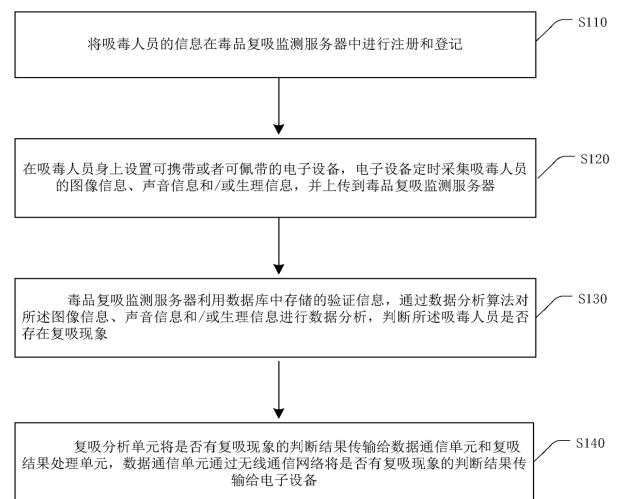 将吸毒人员的信息在毒品复吸监测服务器中进行注册和登记
S110
在吸毒人员身上设置可携带或者可佩带的电子设备，电子设备定时采集吸毒人员
的图像信息、声音信息和/或生理信息，并上传到毒品复吸监测服务器
S120
毒品复吸监测服务器利用数据库中存储的验证信息，通过数据分析算法对
所述图像信息、声音信息和/或生理信息进行数据分析，判断所述吸毒人员是否
存在复吸现象
S130
复吸分析单元将是否有复吸现象的判断结果传输给数据通信单元和复吸
结果处理单元，数据通信单元通过无线通信网络将是否有复吸现象的判断结果传
输给电子设备
S140